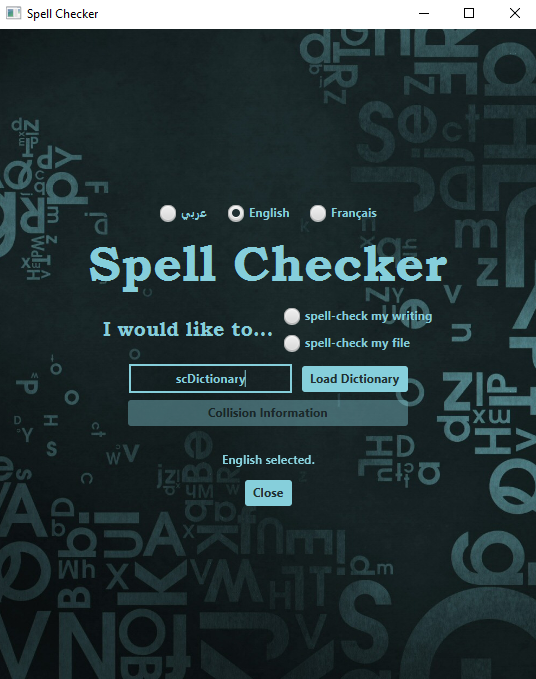 Spell Checker
عربي English Français
Spell Checker
I would like to...
spell-check my writing
spell-check my file
scDictionary Load Dictionary
Collision Information
English selected.
Close